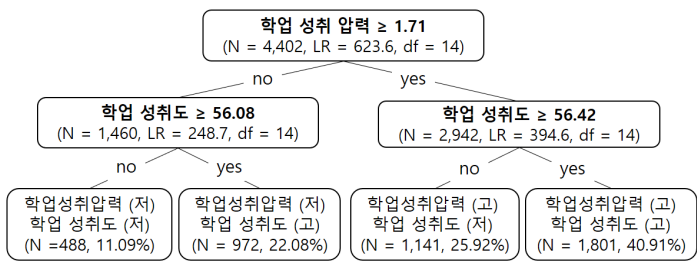 학업 성취 압력 ≥ 1.71
(N = 4,402, LR = 623.6, df = 14)
no
yes
학업 성취도 ≥ 56.08
(N = 1,460, LR = 248.7, df = 14)
학업 성취도 ≥ 56.42
(N = 2,942, LR = 394.6, df = 14)
no
yes
no
yes
학업성취압력 (저)
학업 성취도 (저)
(N =488, 11.09%)
학업성취압력 (저)
학업 성취도 (고)
(N = 972, 22.08%)
학업성취압력 (고)
학업 성취도 (저)
(N = 1,141, 25.92%)
학업성취압력 (고)
학업 성취도 (고)
(N = 1,801, 40.91%)